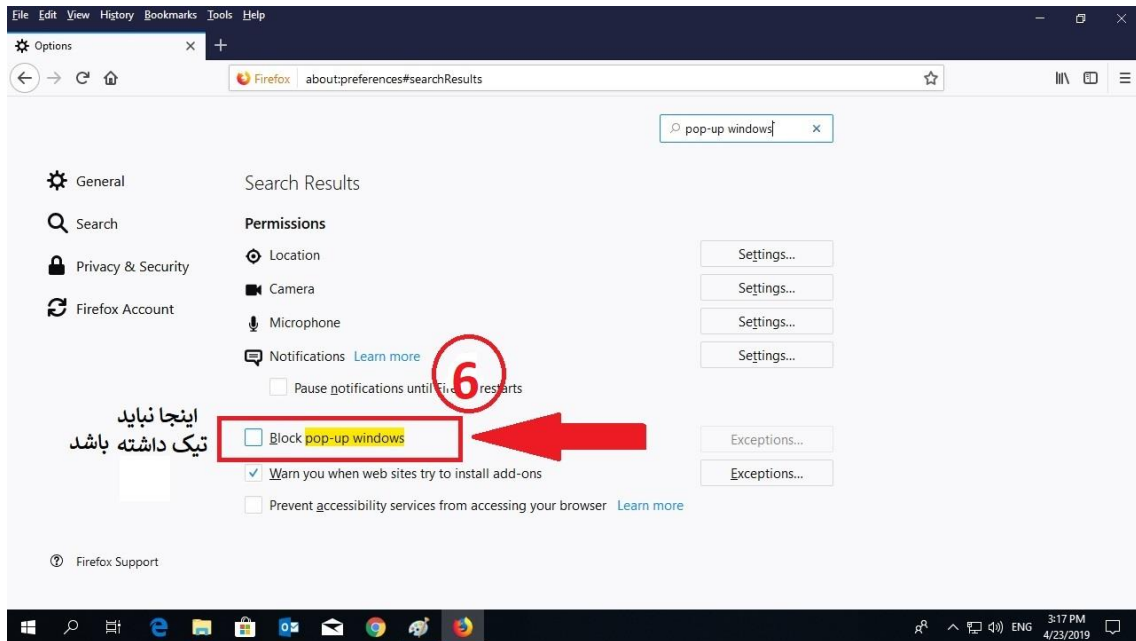 File Edit View History Bookmarks Tools Help
Options
Firefox about:preferences#searchResults
pop-up windows
General
Search
Privacy & Security
Firefox Account
Search Results
Permissions
Location Settings...
Camera Settings...
Microphone Settings...
Notifications Learn more Settings...
6
Pause notifications until restarts
اینجا نباید
تیک داشته باشد
Block pop-up windows Exceptions...
Warn you when web sites try to install add-ons Exceptions...
Prevent accessibility services from accessing your browser Learn more
Firefox Support
ENG 3:17 PM
4/23/2019